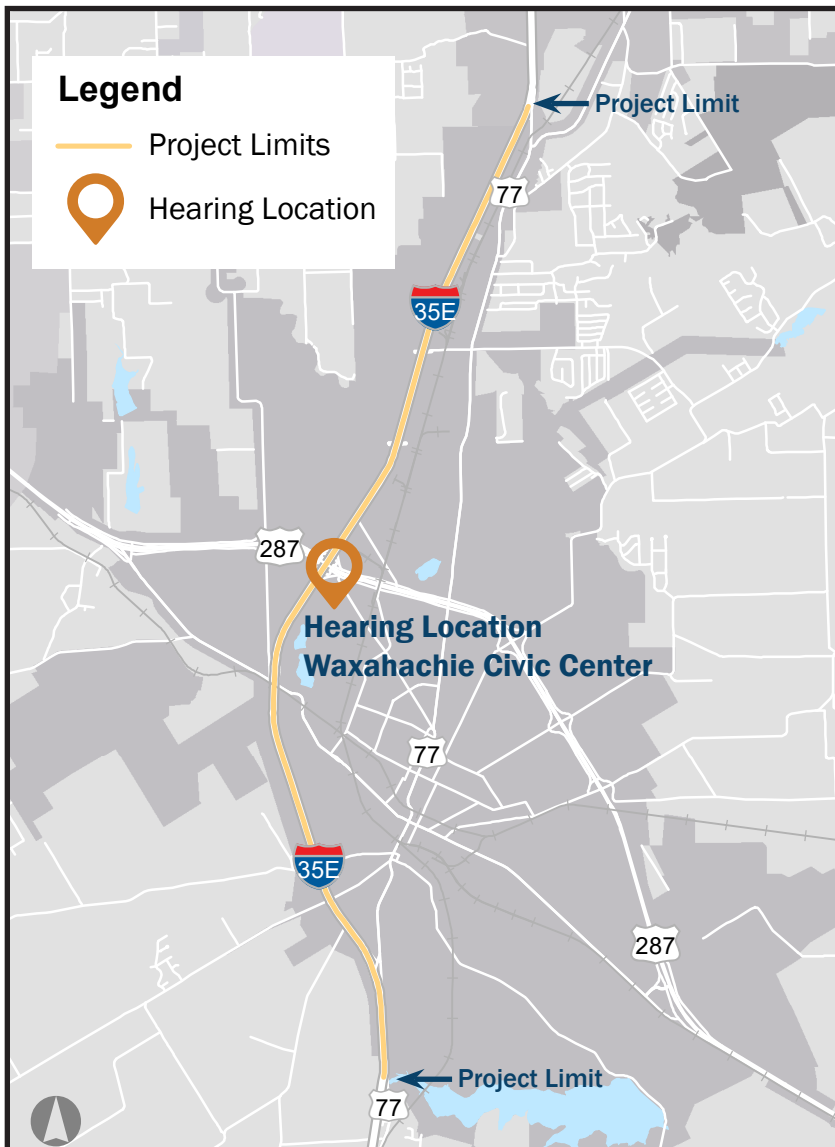 Legend
Project Limits
Hearing Location
Project Limit
77
35E
287
Hearing Location
Waxahachie Civic Center
77
35E
287
Project Limit
77